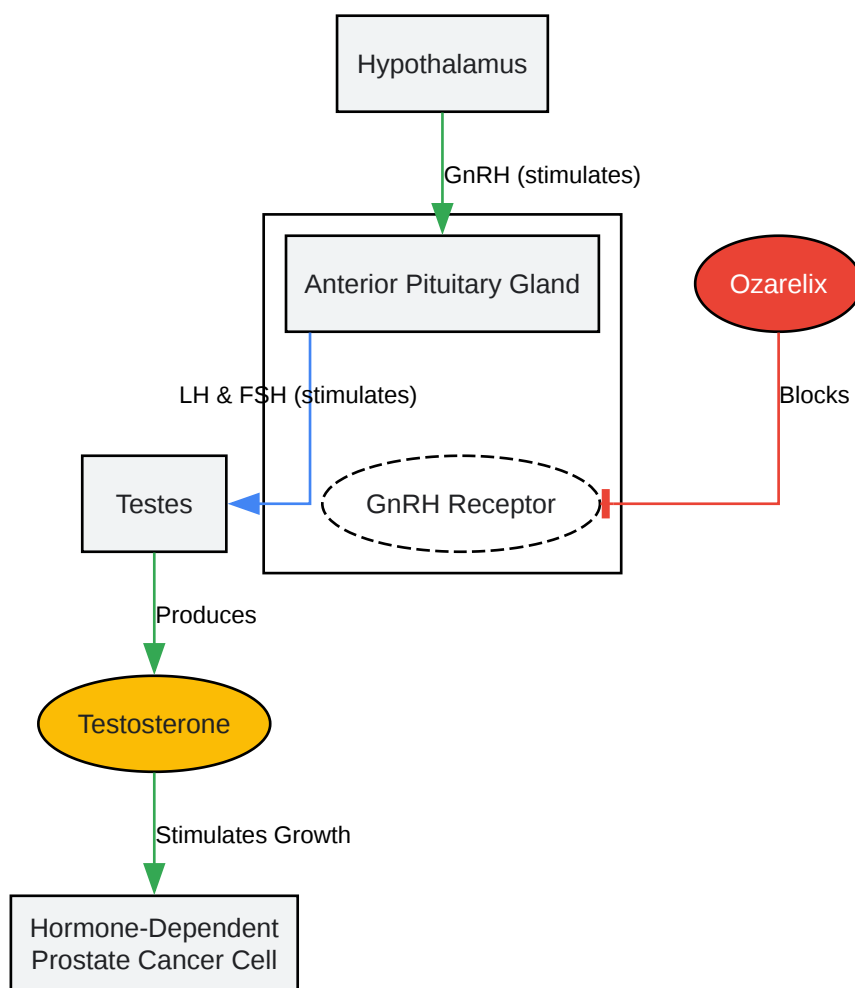 Hypothalamus
GnRH (stimulates)
Anterior Pituitary Gland
Ozarelix
LH & FSH (stimulates)
Blocks
Testes
GnRH Receptor
Produces
Testosterone
Stimulates Growth
Hormone-Dependent
Prostate Cancer Cell